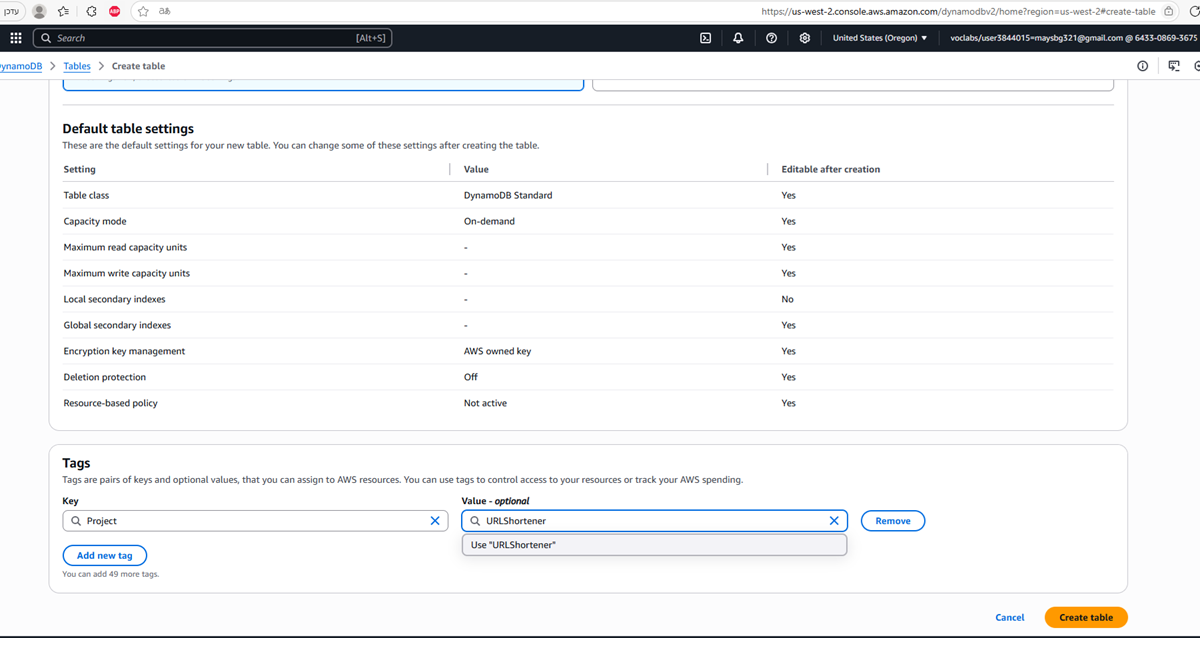 עדכן
ABP
aあ
https://us-west-2.console.aws.amazon.com/dynamodbv2/home?region=us-west-2#create-table
Search [Alt+S]
United States (Oregon) ▼
voclabs/user3844015=maysbg321@gmail.com @ 6433-0869-3675
ynamoDB > Tables > Create table
Default table settings
These are the default settings for your new table. You can change some of these settings after creating the table.
Setting Value Editable after creation
Table class DynamoDB Standard Yes
Capacity mode On-demand Yes
Maximum read capacity units - Yes
Maximum write capacity units - Yes
Local secondary indexes - No
Global secondary indexes - Yes
Encryption key management AWS owned key Yes
Deletion protection Off Yes
Resource-based policy Not active Yes
Tags
Tags are pairs of keys and optional values, that you can assign to AWS resources. You can use tags to control access to your resources or track your AWS spending.
Key Value - optional
Project URLShortener Remove
Use "URLShortener"
Add new tag
You can add 49 more tags.
Cancel Create table